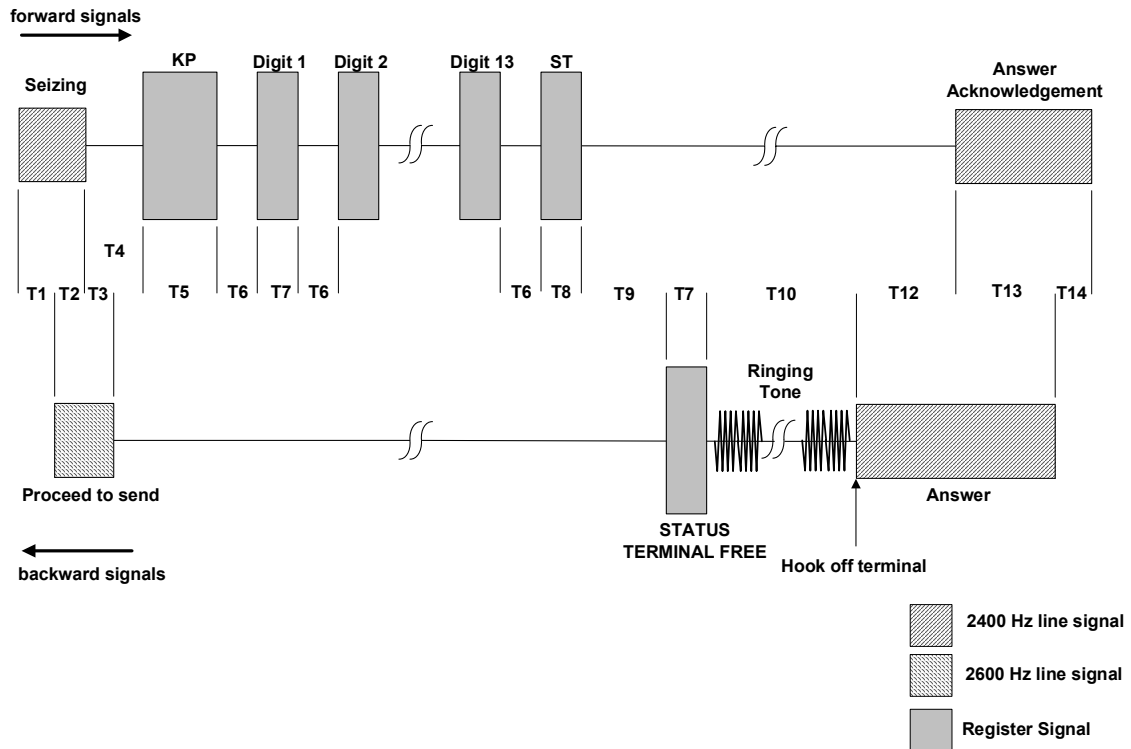 forward signals
KP
Digit 1
Digit 2
Digit 13
ST
Seizing
Answer
Acknowledgement
T4
T1
T2
T3
T5
T6
T7
T6
T6
T8
T9
T7
T10
T12
T13
T14
Ringing
Tone
Proceed to send
Answer
STATUS
TERMINAL FREE
Hook off terminal
backward signals
2400 Hz line signal
2600 Hz line signal
Register Signal